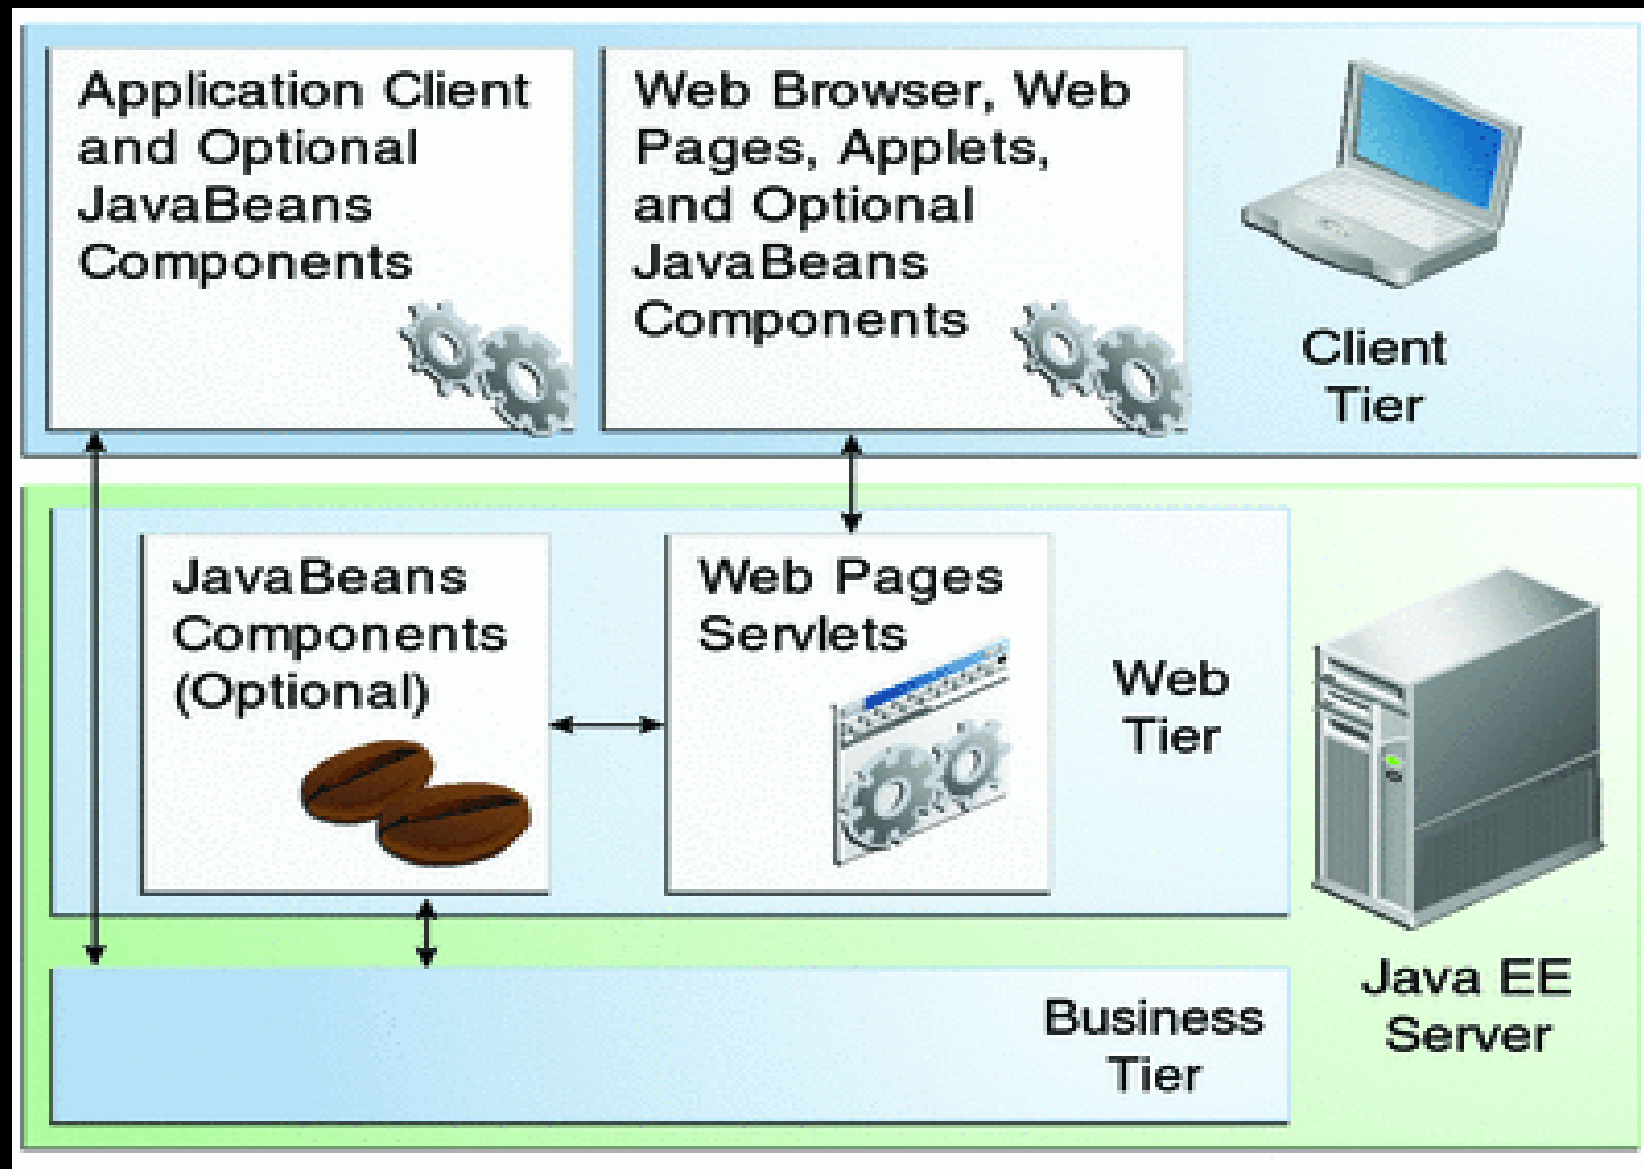 Application Client
and Optional
JavaBeans
Components
Web Browser, Web
Pages, Applets,
and Optional
JavaBeans
Components
Client
Tier
JavaBeans
Components
(Optional)
Web Pages
Servlets
Web
Tier
Java EE
Server
Business
Tier